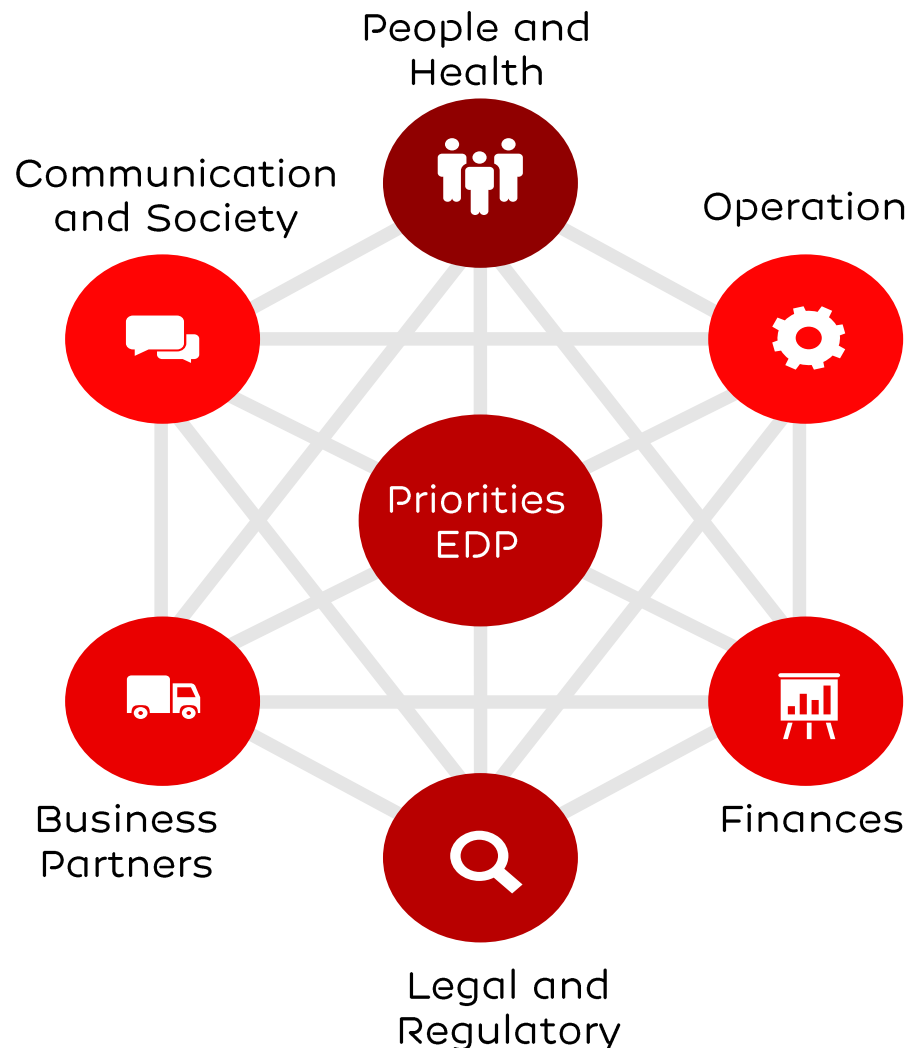 People and
Health
Communication
and Society
Operation
Priorities
EDP
Business
Partners
Finances
Legal and
Regulatory